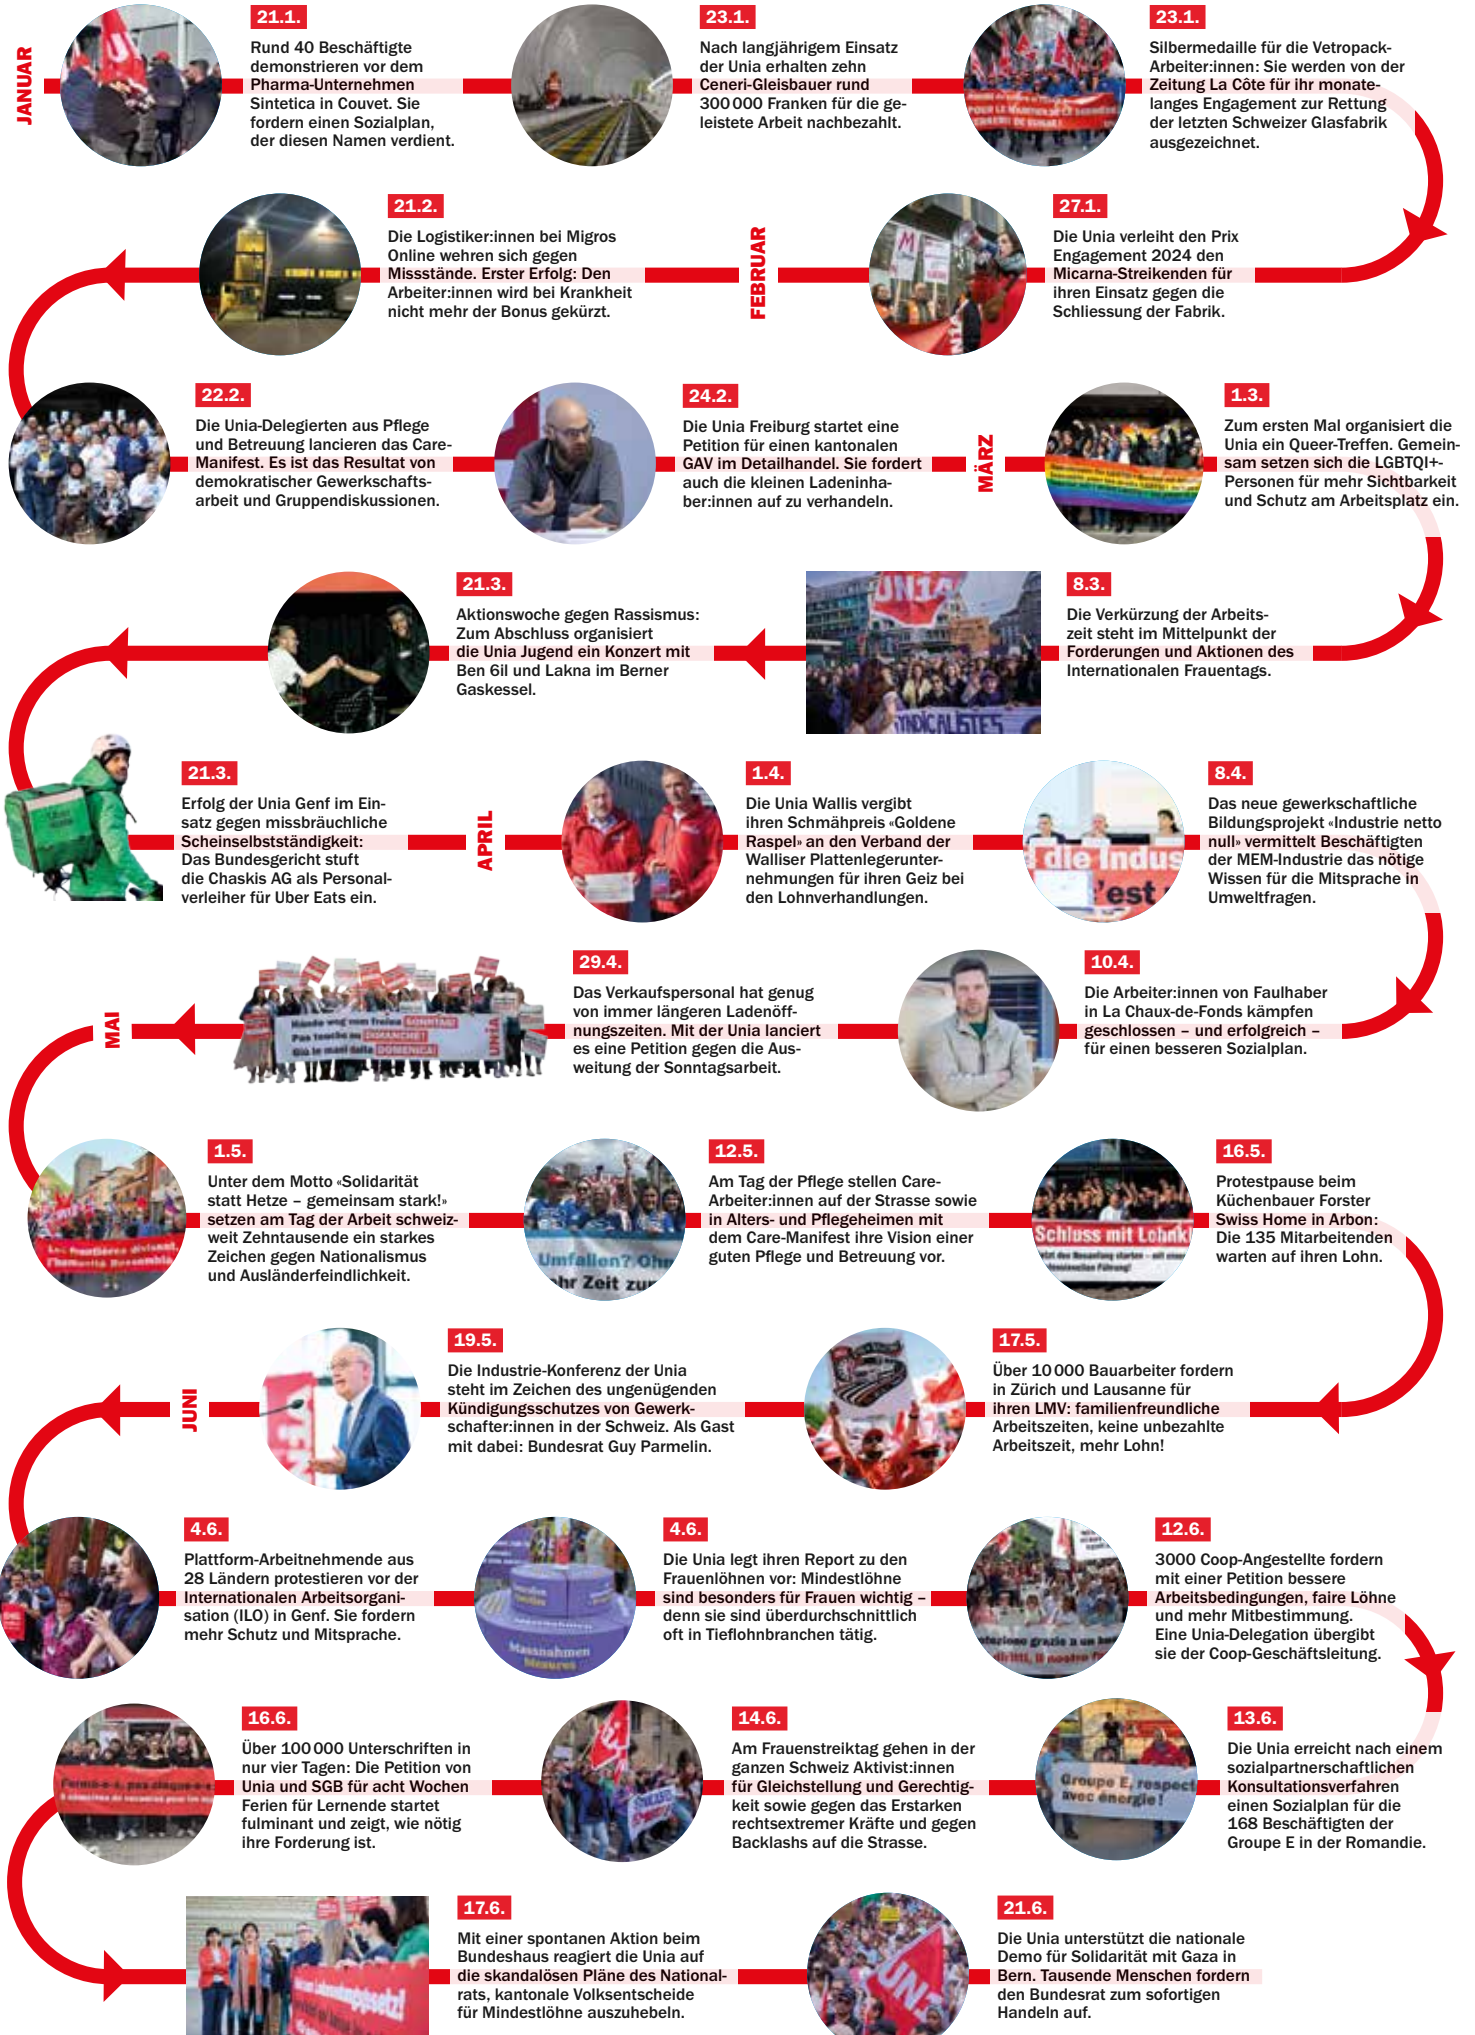 JANUAR
21.1.
Rund 40 Beschäftigte
demonstrieren vor dem
Pharma-Unternehmen
Sintetica in Couvet. Sie
fordern einen Sozialplan,
der diesen Namen verdient.
23.1.
Nach langjährigem Einsatz
der Unia erhalten zehn
Ceneri-Gleisbauer rund
300 000 Franken für die ge-
leistete Arbeit nachbezahlt.
23.1.
Silbermedaille für die Vetropack-
Arbeiter:innen: Sie werden von der
Zeitung La Côte für ihr monate-
langes Engagement zur Rettung
der letzten Schweizer Glasfabrik
ausgezeichnet.
27.1.
Die Unia verleiht den Prix
Engagement 2024 den
Micarna-Streikenden für
ihren Einsatz gegen die
Schliessung der Fabrik.
FEBRUAR
21.2.
Die Logistiker:innen bei Migros
Online wehren sich gegen
Missstände. Erster Erfolg: Den
Arbeiter:innen wird bei Krankheit
nicht mehr der Bonus gekürzt.
22.2.
Die Unia-Delegierten aus Pflege
und Betreuung lancieren das Care-
Manifest. Es ist das Resultat von
demokratischer Gewerkschafts-
arbeit und Gruppendiskussionen.
24.2.
Die Unia Freiburg startet eine
Petition für einen kantonalen
GAV im Detailhandel. Sie fordert
auch die kleinen Ladeninha-
ber:innen auf zu verhandeln.
MÄRZ
1.3.
Zum ersten Mal organisiert die
Unia ein Queer-Treffen. Gemein-
sam setzen sich die LGBTQI+-
Personen für mehr Sichtbarkeit
und Schutz am Arbeitsplatz ein.
8.3.
Die Verkürzung der Arbeits-
zeit steht im Mittelpunkt der
Forderungen und Aktionen des
Internationalen Frauentags.
UNIA
SYNDICALISTES
21.3.
Aktionswoche gegen Rassismus:
Zum Abschluss organisiert
die Unia Jugend ein Konzert mit
Ben 6il und Lakna im Berner
Gaskessel.
21.3.
Erfolg der Unia Genf im Ein-
satz gegen missbräuchliche
Scheinselbstständigkeit:
Das Bundesgericht stuft
die Chaskis AG als Personal-
verleiher für Uber Eats ein.
APRIL
1.4.
Die Unia Wallis vergibt
ihren Schmähpreis «Goldene
Raspel» an den Verband der
Walliser Plattenlegerunter-
nehmungen für ihren Geiz bei
den Lohnverhandlungen.
die Indus
'est
8.4.
Das neue gewerkschaftliche
Bildungsprojekt «Industrie netto
null» vermittelt Beschäftigten
der MEM-Industrie das nötige
Wissen für die Mitsprache in
Umweltfragen.
10.4.
Die Arbeiter:innen von Faulhaber
in La Chaux-de-Fonds kämpfen
geschlossen – und erfolgreich –
für einen besseren Sozialplan.
29.4.
Das Verkaufspersonal hat genug
von immer längeren Ladenöff-
nungszeiten. Mit der Unia lanciert
es eine Petition gegen die Aus-
weitung der Sonntagsarbeit.
Hände weg vom freien SONNTAG!
Pas touche au DIMANCHE!
Giù le mani dalla DOMENICA!
UNIA
MAI
1.5.
Unter dem Motto «Solidarität
statt Hetze – gemeinsam stark!»
setzen am Tag der Arbeit schweiz-
weit Zehntausende ein starkes
Zeichen gegen Nationalismus
und Ausländerfeindlichkeit.
Umfallen?
hr Zeit zu
12.5.
Am Tag der Pflege stellen Care-
Arbeiter:innen auf der Strasse sowie
in Alters- und Pflegeheimen mit
dem Care-Manifest ihre Vision einer
guten Pflege und Betreuung vor.
Schluss mit Lohnk
16.5.
Protestpause beim
Küchenbauer Forster
Swiss Home in Arbon:
Die 135 Mitarbeitenden
warten auf ihren Lohn.
17.5.
Über 10 000 Bauarbeiter fordern
in Zürich und Lausanne für
ihren LMV: familienfreundliche
Arbeitszeiten, keine unbezahlte
Arbeitszeit, mehr Lohn!
19.5.
Die Industrie-Konferenz der Unia
steht im Zeichen des ungenügenden
Kündigungsschutzes von Gewerk-
schafter:innen in der Schweiz. Als Gast
mit dabei: Bundesrat Guy Parmelin.
JUNI
4.6.
Plattform-Arbeitnehmende aus
28 Ländern protestieren vor der
Internationalen Arbeitsorgani-
sation (ILO) in Genf. Sie fordern
mehr Schutz und Mitsprache.
Massnahmen
Mesures
4.6.
Die Unia legt ihren Report zu den
Frauenlöhnen vor: Mindestlöhne
sind besonders für Frauen wichtig –
denn sie sind überdurchschnittlich
oft in Tieflohnbranchen tätig.
12.6.
3000 Coop-Angestellte fordern
mit einer Petition bessere
Arbeitsbedingungen, faire Löhne
und mehr Mitbestimmung.
Eine Unia-Delegation übergibt
sie der Coop-Geschäftsleitung.
Groupe E, respect
avec énergie !
13.6.
Die Unia erreicht nach einem
sozialpartnerschaftlichen
Konsultationsverfahren
einen Sozialplan für die
168 Beschäftigten der
Groupe E in der Romandie.
14.6.
Am Frauenstreiktag gehen in der
ganzen Schweiz Aktivist:innen
für Gleichstellung und Gerechtig-
keit sowie gegen das Erstarken
rechtsextremer Kräfte und gegen
Backlashs auf die Strasse.
16.6.
Über 100 000 Unterschriften in
nur vier Tagen: Die Petition von
Unia und SGB für acht Wochen
Ferien für Lernende startet
fulminant und zeigt, wie nötig
ihre Forderung ist.
17.6.
Mit einer spontanen Aktion beim
Bundeshaus reagiert die Unia auf
die skandalösen Pläne des National-
rats, kantonale Volksentscheide
für Mindestlöhne auszuhebeln.
21.6.
Die Unia unterstützt die nationale
Demo für Solidarität mit Gaza in
Bern. Tausende Menschen fordern
den Bundesrat zum sofortigen
Handeln auf.